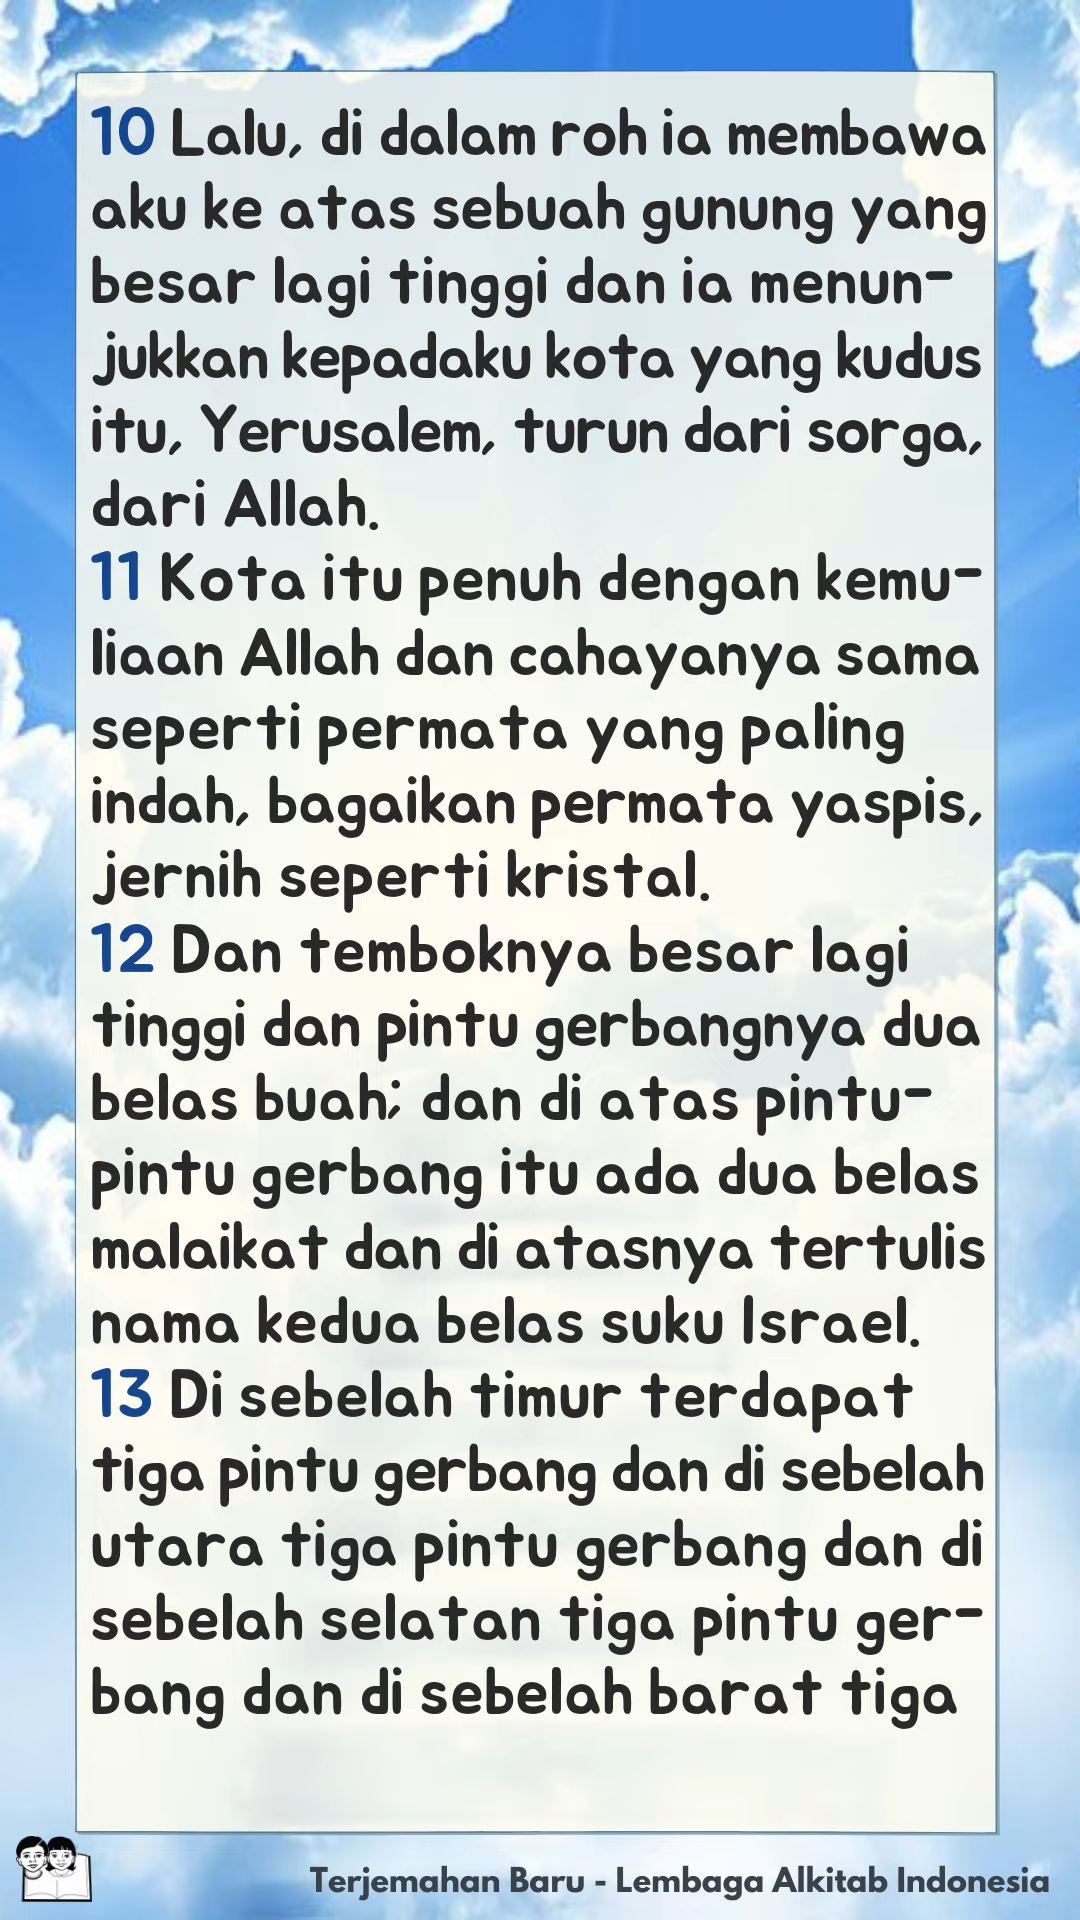 10 Lalu, di dalam roh ia membawa
aku ke atas sebuah gunung yang
besar lagi tinggi dan ia menun-
jukkan kepadaku kota yang kudus
itu, Yerusalem, turun dari sorga,
dari Allah.
11 Kota itu penuh dengan kemu-
liaan Allah dan cahayanya sama
seperti permata yang paling
indah, bagaikan permata yaspis,
jernih seperti kristal.
12 Dan temboknya besar lagi
tinggi dan pintu gerbangnya dua
belas buah; dan di atas pintu-
pintu gerbang itu ada dua belas
malaikat dan di atasnya tertulis
nama kedua belas suku Israel.
13 Di sebelah timur terdapat
tiga pintu gerbang dan di sebelah
utara tiga pintu gerbang dan di
sebelah selatan tiga pintu ger-
bang dan di sebelah barat tiga
Terjemahan Baru - Lembaga Alkitab Indonesia